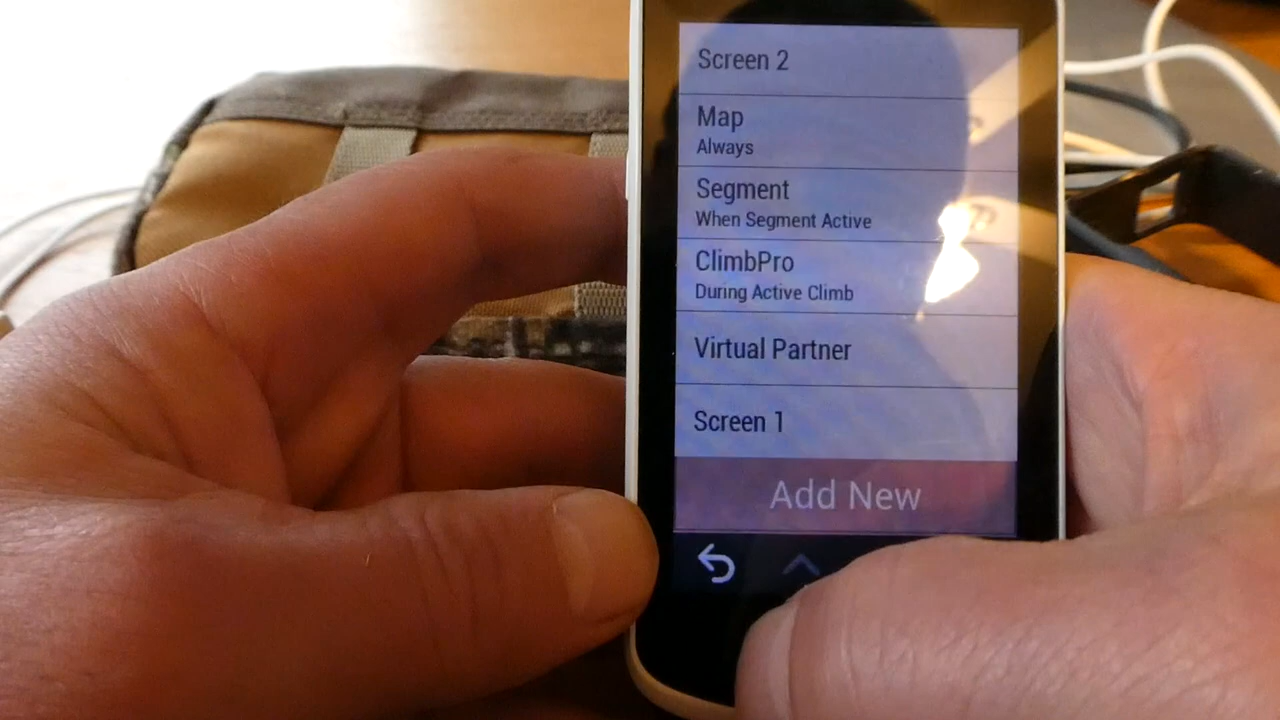 Screen 2
Map
Always
Segment
When Segment Active
ClimbPro
During Active Climb
Virtual Partner
Screen 1
Add New